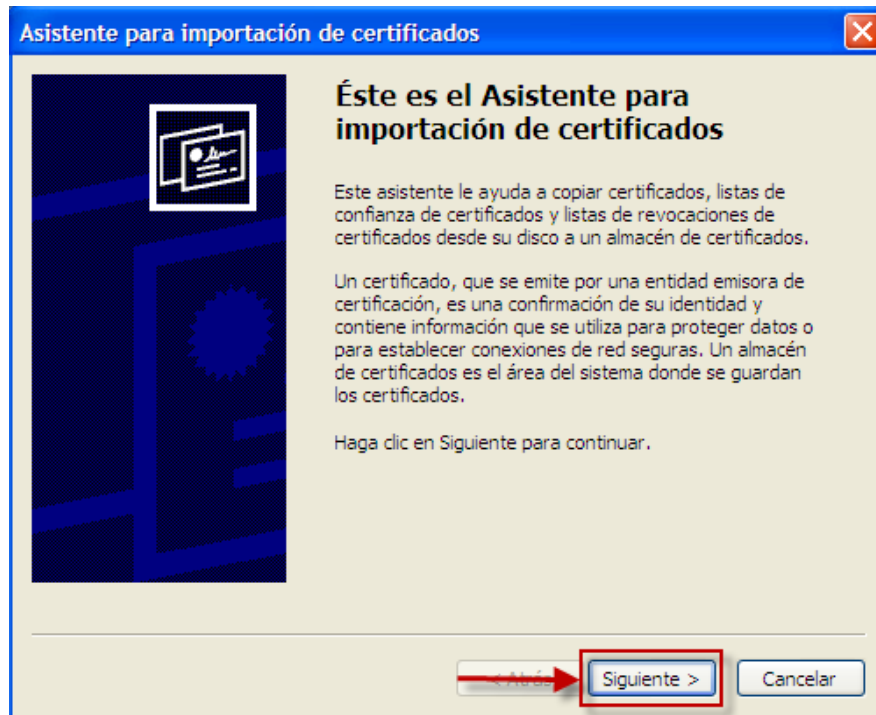 Asistente para importación de certificados
Éste es el Asistente para
importación de certificados
Este asistente le ayuda a copiar certificados, listas de
confianza de certificados y listas de revocaciones de
certificados desde su disco a un almacén de certificados.
Un certificado, que se emite por una entidad emisora de
certificación, es una confirmación de su identidad y
contiene información que se utiliza para proteger datos o
para establecer conexiones de red seguras. Un almacén
de certificados es el área del sistema donde se guardan
los certificados.
Haga clic en Siguiente para continuar.
< Atrás Siguiente > Cancelar